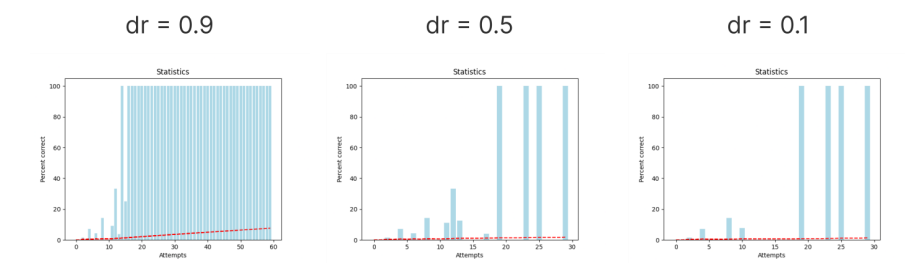 dr = 0.9
dr = 0.5
dr = 0.1
Statistics
Percent correct
100
80
60
40
20
0
0 10 20 30 40 50 60
Attempts
Statistics
Percent correct
100
80
60
40
20
0
0 5 10 15 20 25 30
Attempts
Statistics
Percent correct
100
80
60
40
20
0
0 5 10 15 20 25 30
Attempts